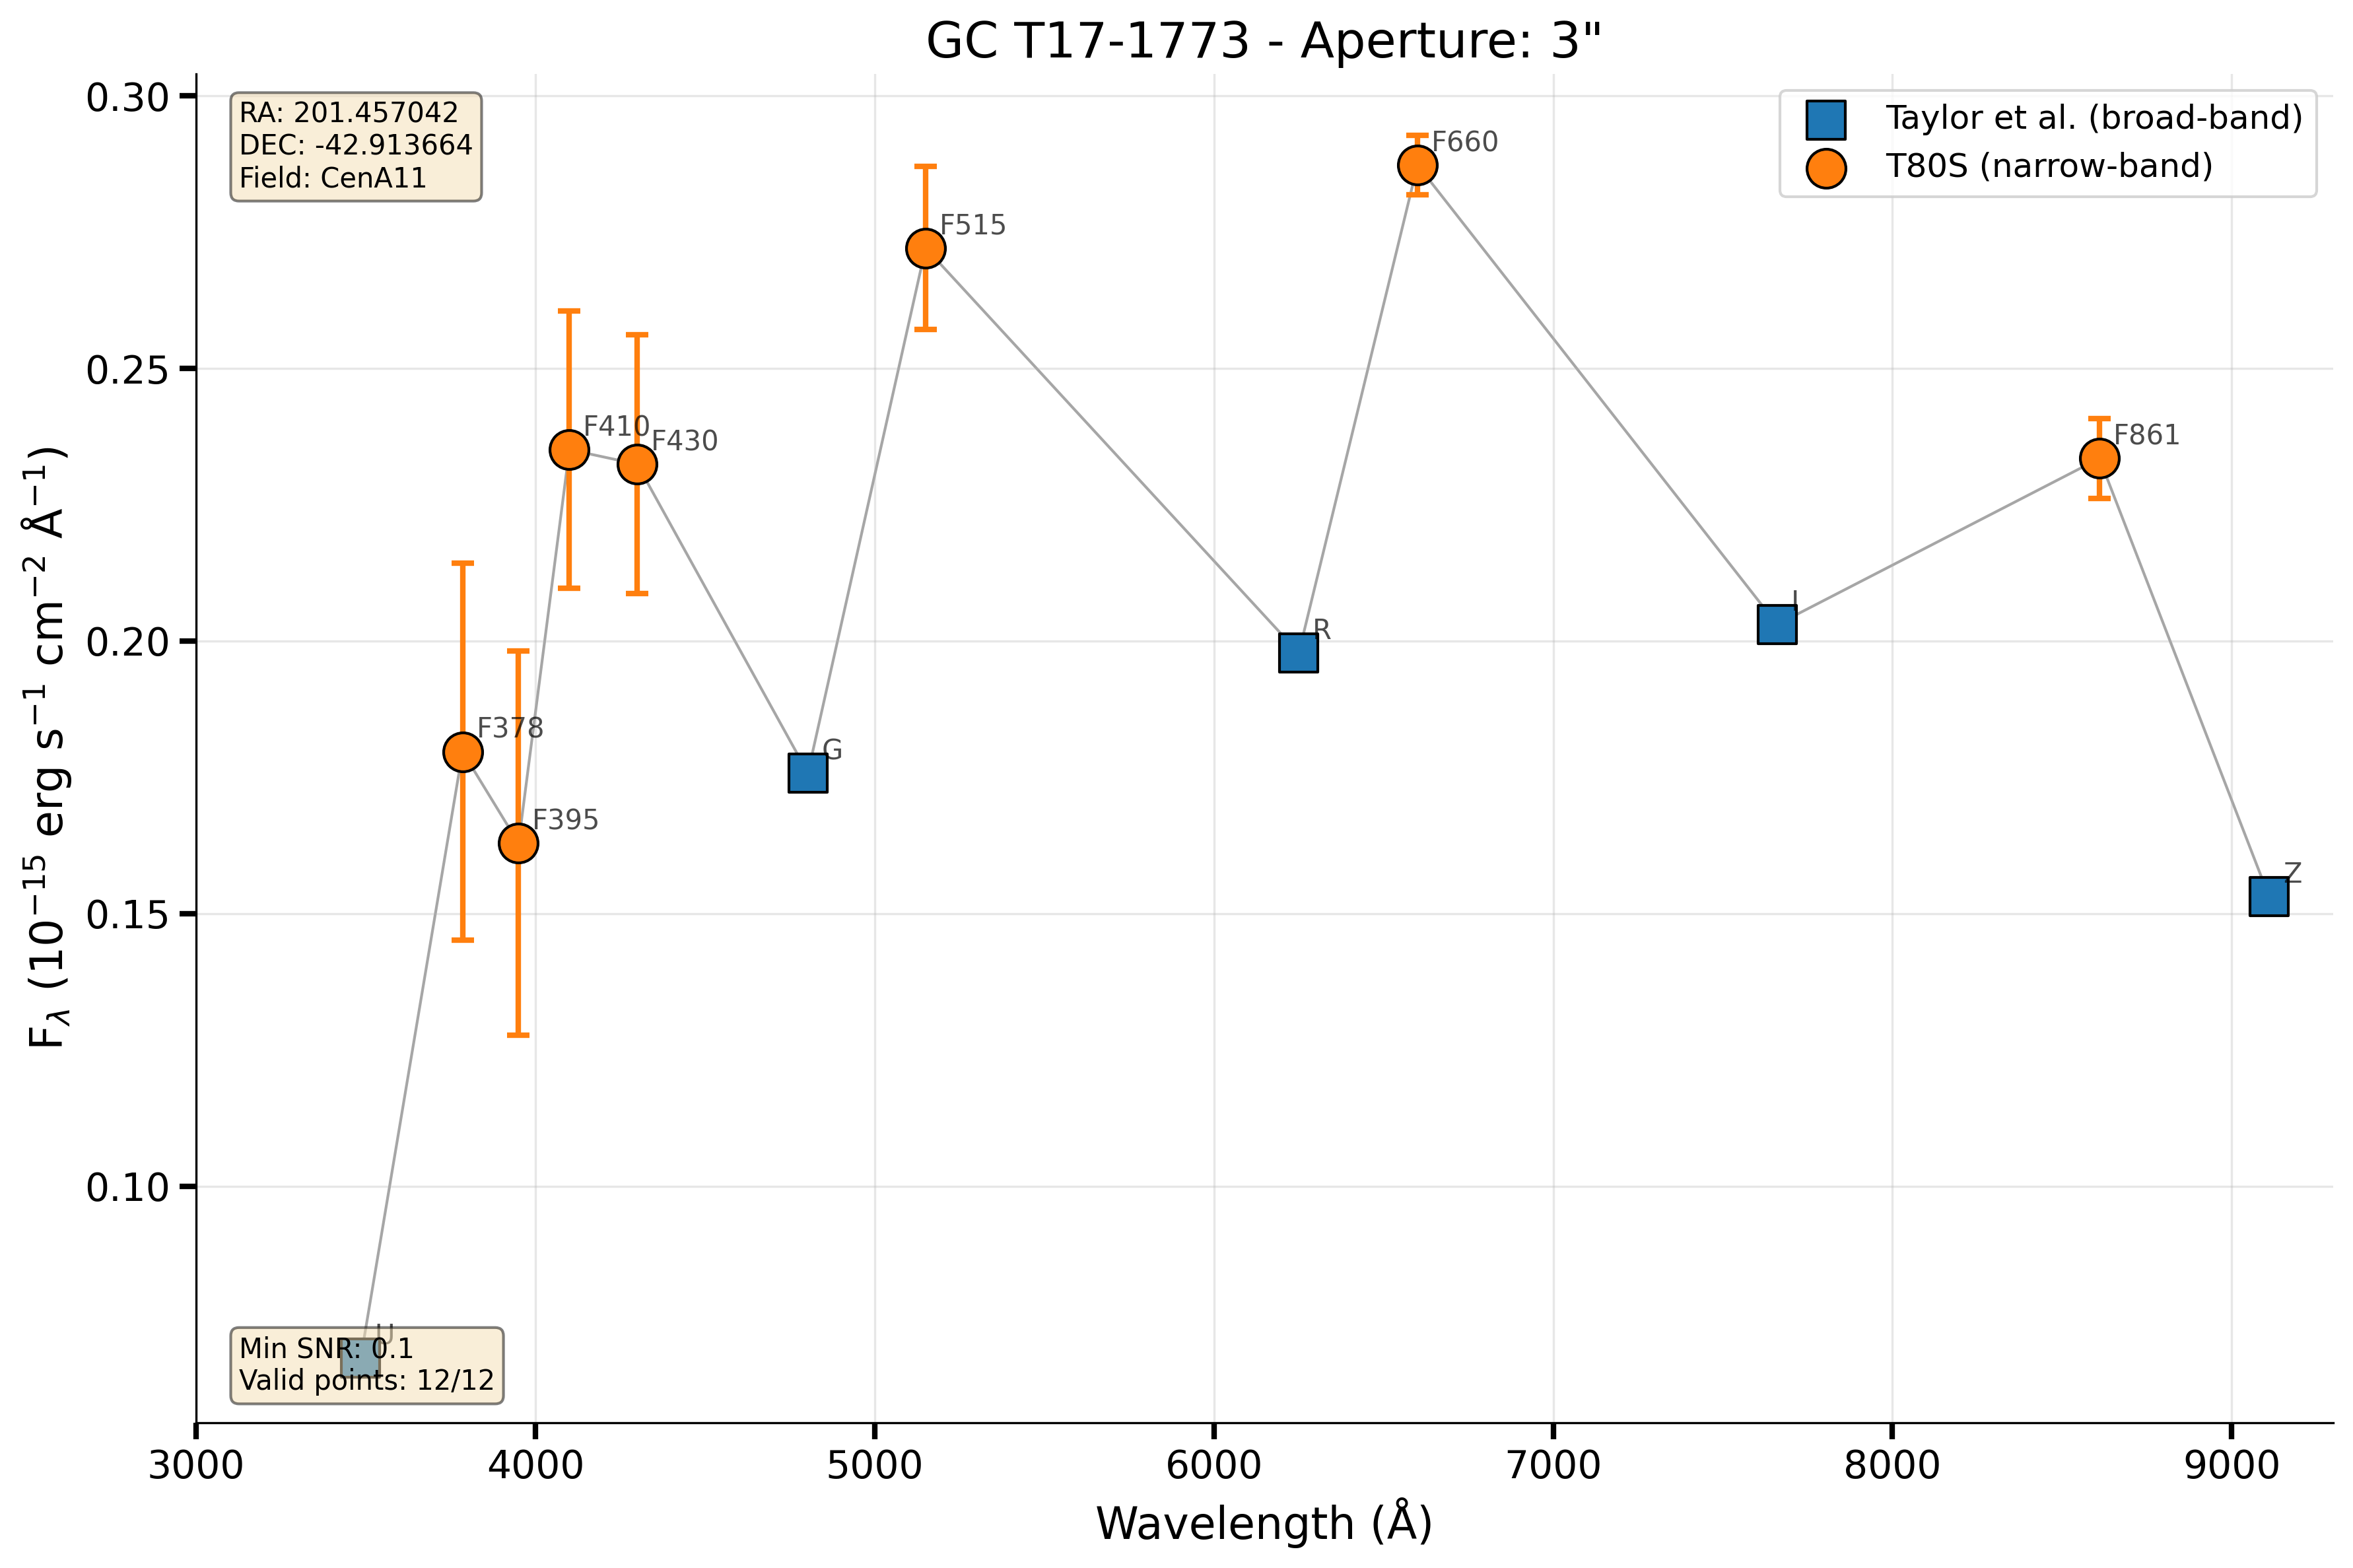 GC T17-1773 - Aperture: 3"
RA: 201.457042
DEC: -42.913664
Field: CenA11
Taylor et al. (broad-band)
T80S (narrow-band)
F660
F515
F410
F430
F861
F378
F395
G
R
I
Z
U
Min SNR: 0.1
Valid points: 12/12
0.30
0.25
0.20
0.15
0.10
Fλ (10⁻¹⁵ erg s⁻¹ cm⁻² Å⁻¹)
3000 4000 5000 6000 7000 8000 9000
Wavelength (Å)